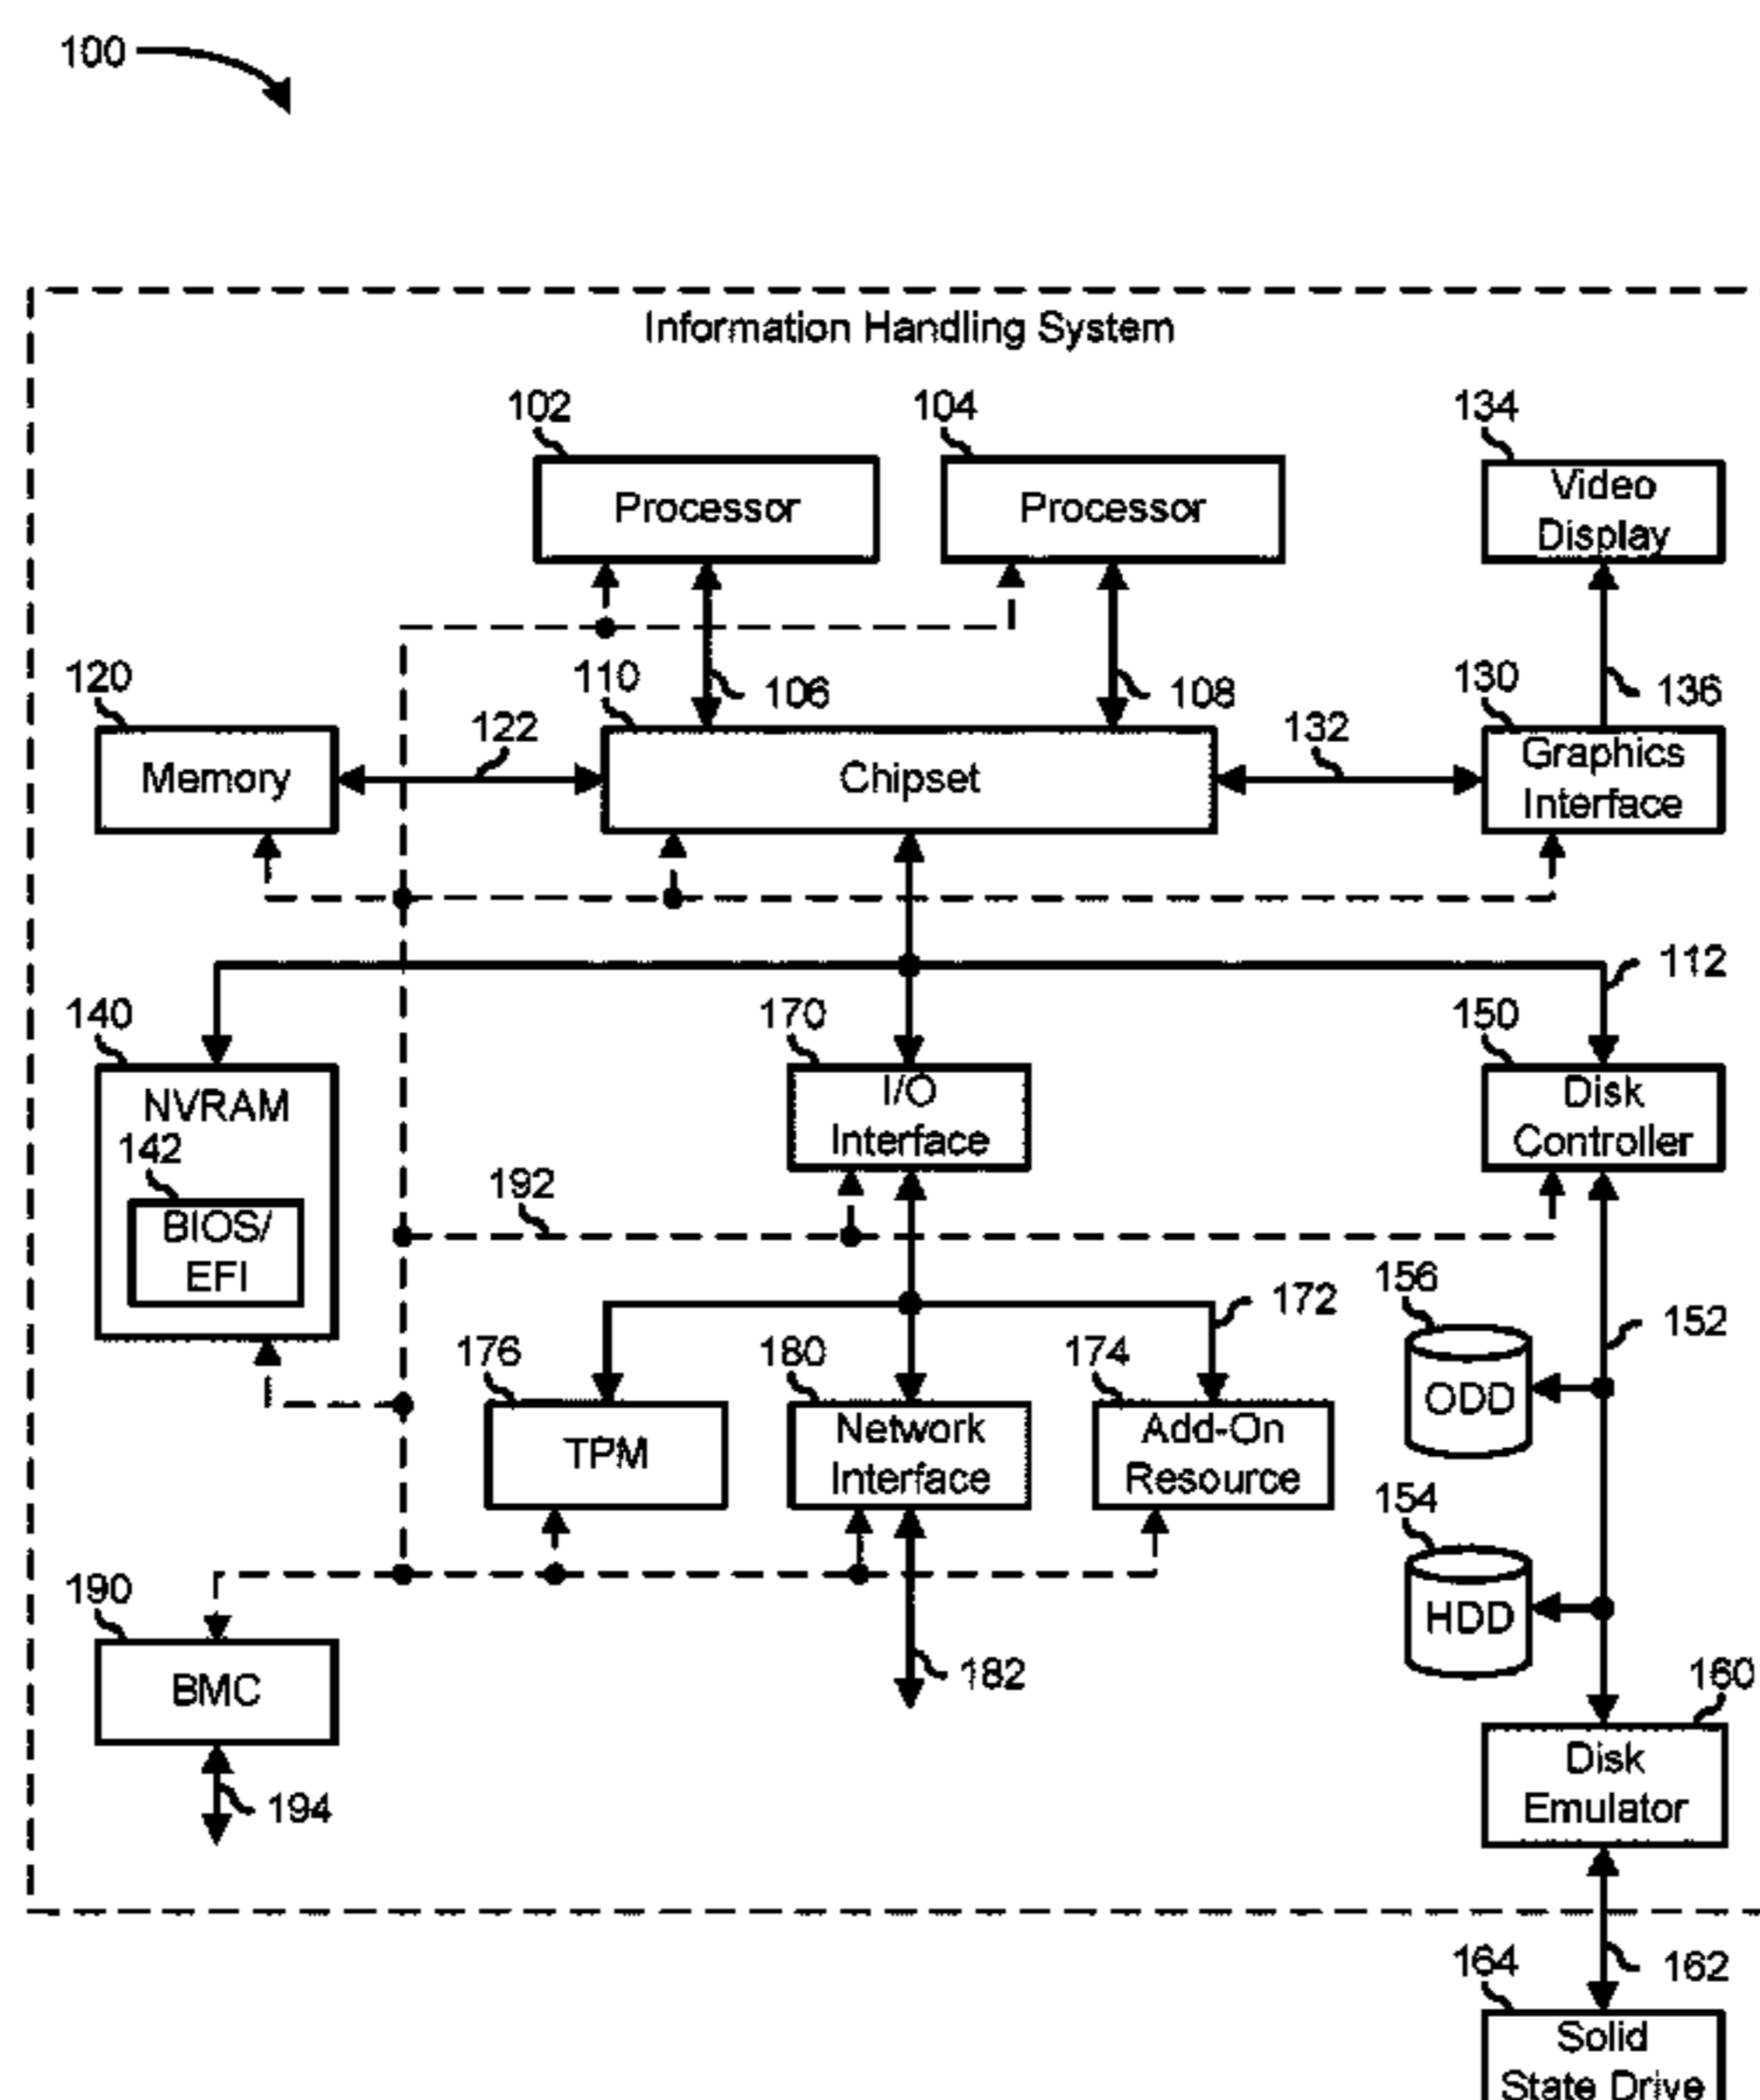 100
Information Handling System
102
104
134
Processor
Processor
Video
Display
120
110
106
108
130
136
122
132
Memory
Chipset
Graphics
Interface
112
140
170
150
NVRAM
I/O
Interface
Disk
Controller
142
BIOS/
EFI
192
156
172
152
176
180
174
ODD
TPM
Network
Interface
Add-On
Resource
154
190
HDD
182
160
BMC
Disk
Emulator
194
164
162
Solid
State Drive